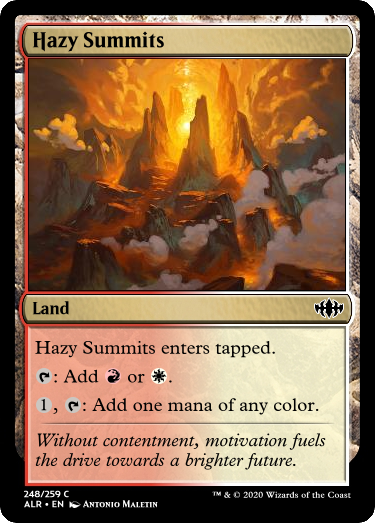 Hazy Summits
Land
Hazy Summits enters tapped.
: Add or .
1, : Add one mana of any color.
Without contentment, motivation fuels
the drive towards a brighter future.
248/259 C
ALR • EN Antonio Maletin
™ & © 2020 Wizards of the Coast